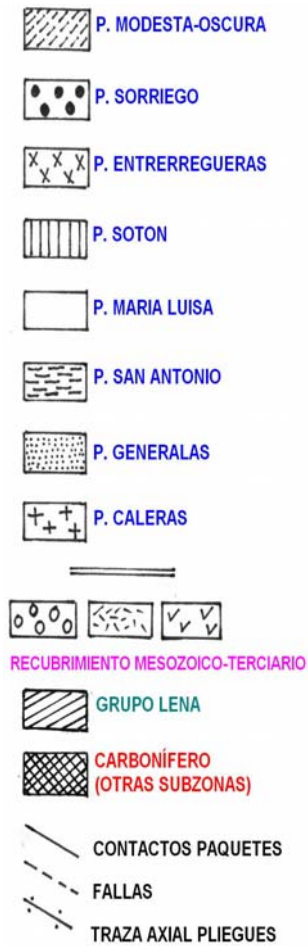 P. MODESTA-OSCURA
P. SORRIEGO
P. ENTRERREGUERAS
P. SOTON
P. MARIA LUISA
P. SAN ANTONIO
P. GENERALAS
P. CALERAS
RECUBRIMIENTO MESOZOICO-TERCIARIO
GRUPO LENA
CARBONÍFERO
(OTRAS SUBZONAS)
CONTACTOS PAQUETES
FALLAS
TRAZA AXIAL PLIEGUES